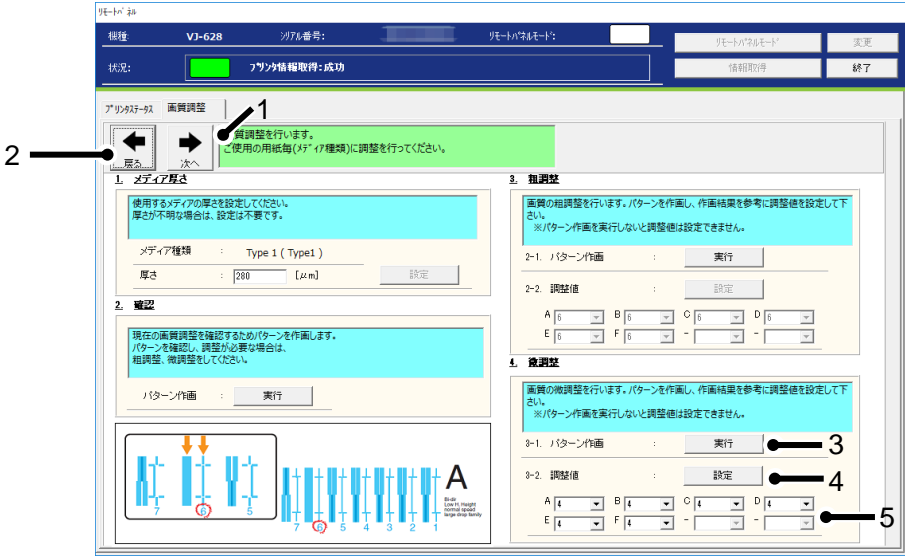 リモートパネル
機種: VJ-628 シリアル番号: リモートパネルモード:
リモートパネルモード 変更
状況: プリンタ情報取得:成功
情報取得 終了
プリンタステータス 画質調整
1
2
戻る 次へ
質調整を行います。
ご使用の用紙毎(メディア種類)に調整を行ってください。
1. メディア厚さ
使用するメディアの厚さを設定してください。
厚さが不明な場合は、設定は不要です。
メディア種類 : Type 1 ( Type1 )
厚さ : 280 [μm] 設定
2. 確認
現在の画質調整を確認するためパターンを作画します。
パターンを確認し、調整が必要な場合は、
粗調整、微調整をしてください。
パターン作画 : 実行
7 6 5
7 6 5 4 3 2 1
A
Bi-dir
Low H. Height
normal speed
large drop family
3. 粗調整
画質の粗調整を行います。パターンを作画し、作画結果を参考に調整値を設定して下
さい。
※パターン作画を実行しないと調整値は設定できません。
2-1. パターン作画 : 実行
2-2. 調整値 : 設定
A 6 B 6 C 6 D 6
E 6 F 6 - -
4. 微調整
画質の微調整を行います。パターンを作画し、作画結果を参考に調整値を設定して下
さい。
※パターン作画を実行しないと調整値は設定できません。
3-1. パターン作画 : 実行
3
3-2. 調整値 : 設定
4
A 4 B 4 C 4 D 4
E 4 F 4 - -
5